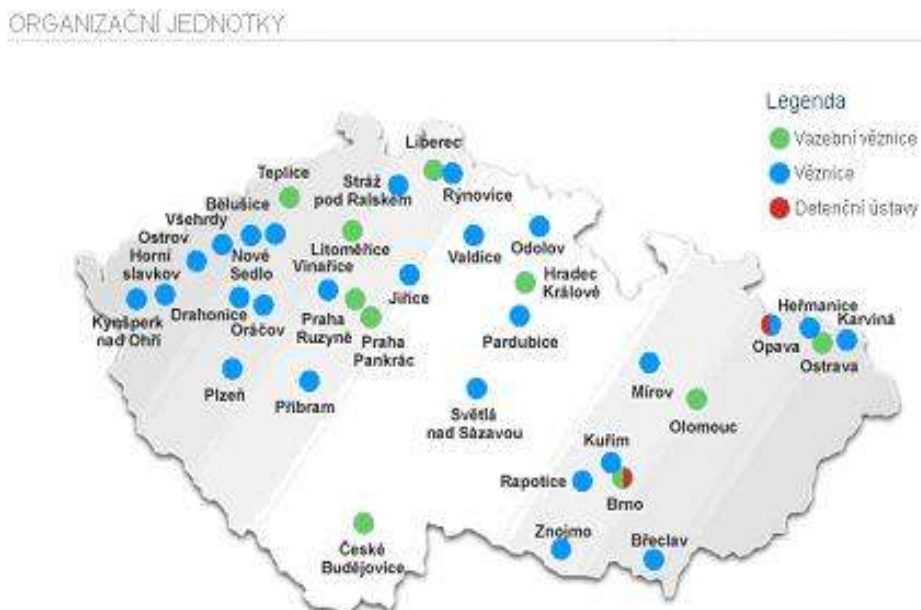 ORGANIZAČNÍ JEDNOTKY
Legenda
Vazební věznice
Věznice
Detenční ústavy
Liberec
Teplice
Stráž
pod Ralskem
Rýnovice
Bělušice
Všehrdy
Ostrov
Horní
slavkov
Nové
Sedlo
Litoměřice
Vinařice
Valdice
Odolov
Hradec
Králové
Jiřice
Kynšperk
nad Ohří
Drahonice
Oráčov
Praha
Ruzyně
Praha
Pankrác
Pardubice
Heřmanice
Karviná
Opava
Ostrava
Plzeň
Příbram
Světlá
nad Sázavou
Mírov
Olomouc
Kuřim
Rapotice
Brno
Znojmo
Břeclav
České
Budějovice